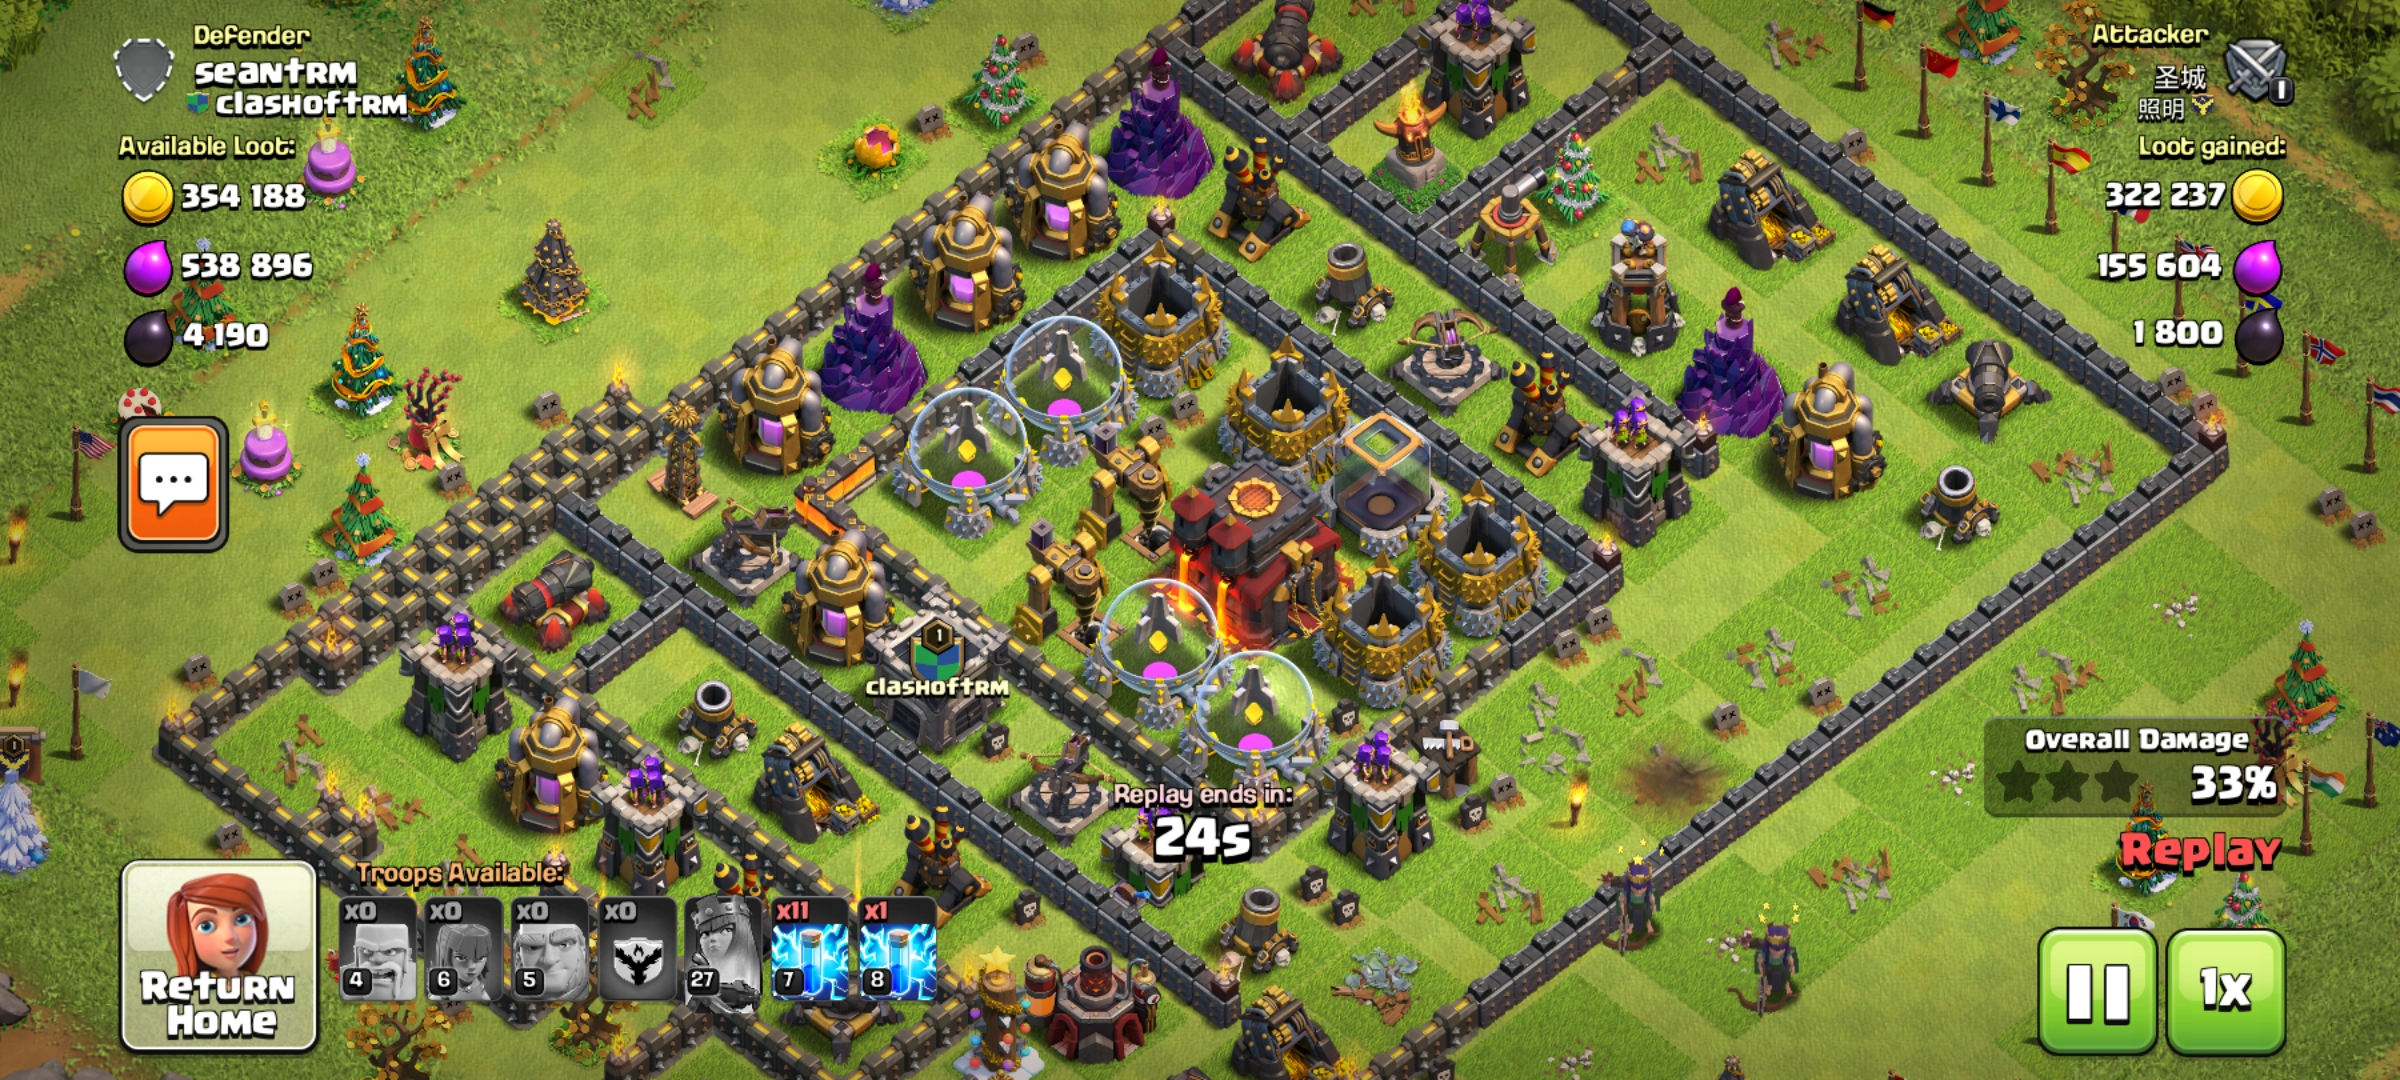 Defender
seantRM
clashoftRM
Available Loot:
354 188
538 896
4 190
Attacker
圣城
照明
1
Loot gained:
322 237
155 604
1 800
1
clashoftRM
Overall Damage
33%
Replay
Replay ends in:
24s
Troops Available:
x0
x0
x0
x0
x11
x1
4
6
5
27
7
8
Return
Home
1x